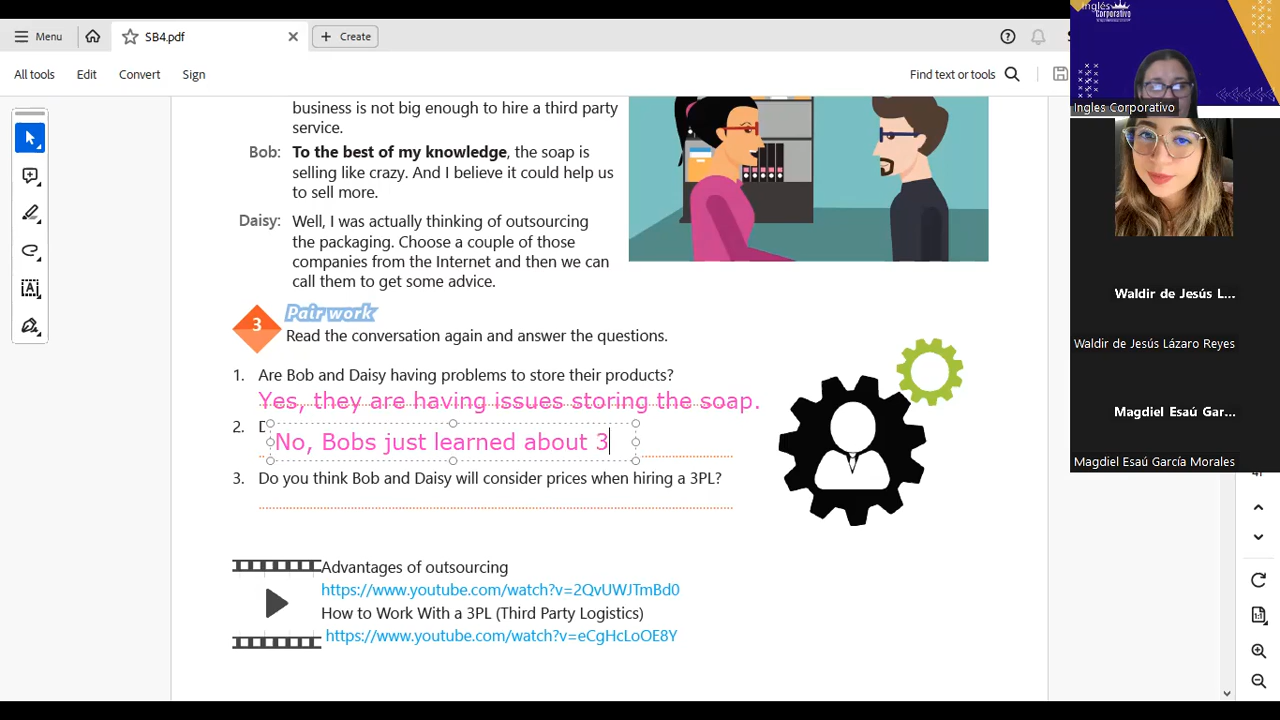 Menu
SB4.pdf
Create
All tools
Edit
Convert
Sign
Find text or tools
Inglés
Corporativo
Ingles Corporativo
Waldir de Jesús L...
Waldir de Jesús Lázaro Reyes
Magdiel Esaú Gar...
Magdiel Esaú García Morales
business is not big enough to hire a third party
service.
Bob: To the best of my knowledge, the soap is
selling like crazy. And I believe it could help us
to sell more.
Daisy: Well, I was actually thinking of outsourcing
the packaging. Choose a couple of those
companies from the Internet and then we can
call them to get some advice.
3 Pair work
Read the conversation again and answer the questions.
1. Are Bob and Daisy having problems to store their products?
Yes, they are having issues storing the soap.
2.
No, Bobs just learned about 3
3. Do you think Bob and Daisy will consider prices when hiring a 3PL?
Advantages of outsourcing
https://www.youtube.com/watch?v=2QvUWJTmBd0
How to Work With a 3PL (Third Party Logistics)
https://www.youtube.com/watch?v=eCgHcLoOE8Y